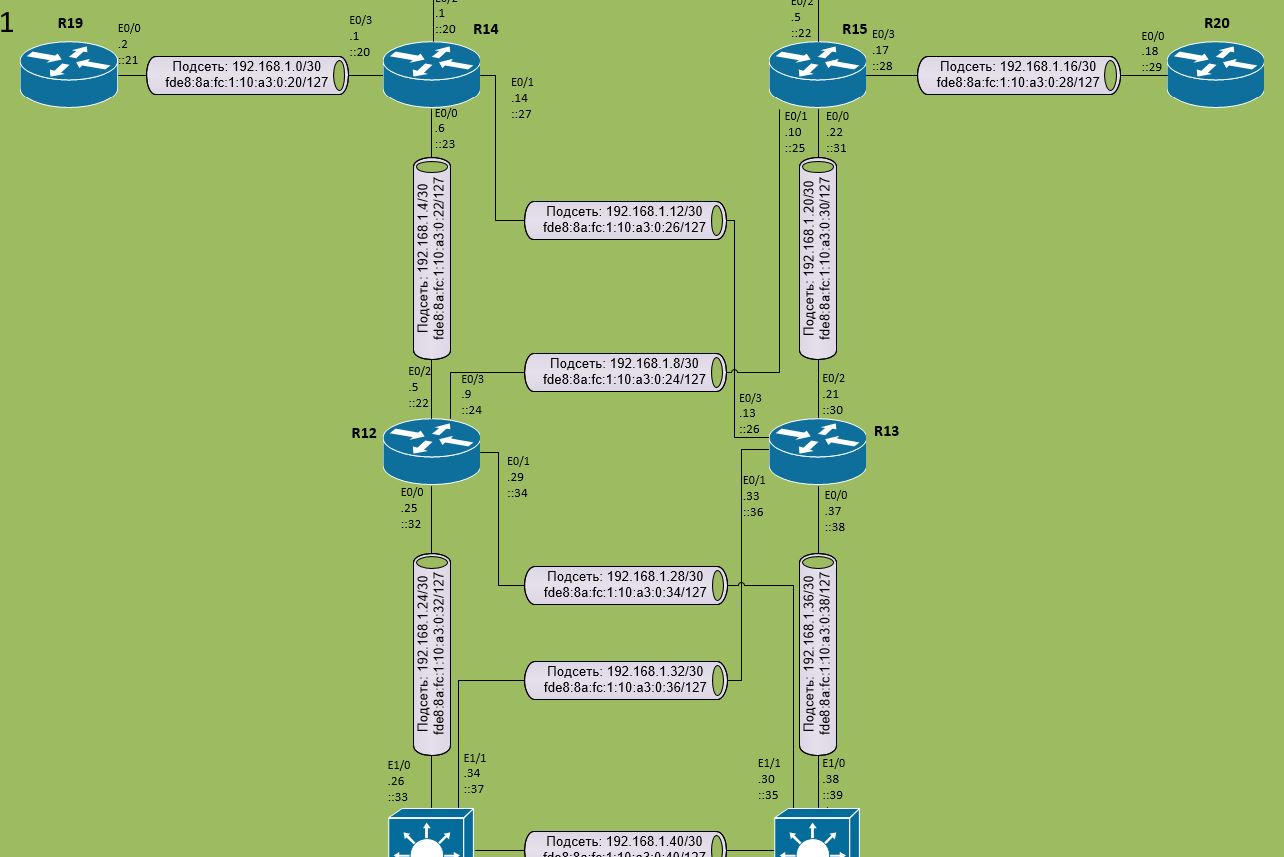 1
R19
E0/0
.2
::21
Подсеть: 192.168.1.0/30
fde8:8a:fc:1:10:a3:0:20/127
E0/3
.1
::20
.1
::20
R14
E0/1
.14
::27
E0/0
.6
::23
.5
::22
R15
E0/3
.17
::28
Подсеть: 192.168.1.16/30
fde8:8a:fc:1:10:a3:0:28/127
E0/0
.18
::29
R20
E0/1
.10
::25
E0/0
.22
::31
Подсеть: 192.168.1.4/30
fde8:8a:fc:1:10:a3:0:22/127
Подсеть: 192.168.1.12/30
fde8:8a:fc:1:10:a3:0:26/127
Подсеть: 192.168.1.20/30
fde8:8a:fc:1:10:a3:0:30/127
Подсеть: 192.168.1.8/30
fde8:8a:fc:1:10:a3:0:24/127
E0/2
.5
::22
E0/3
.9
::24
E0/3
.13
::26
E0/2
.21
::30
R12
R13
E0/1
.29
::34
E0/0
.25
::32
E0/1
.33
::36
E0/0
.37
::38
Подсеть: 192.168.1.24/30
fde8:8a:fc:1:10:a3:0:32/127
Подсеть: 192.168.1.28/30
fde8:8a:fc:1:10:a3:0:34/127
Подсеть: 192.168.1.36/30
fde8:8a:fc:1:10:a3:0:38/127
Подсеть: 192.168.1.32/30
fde8:8a:fc:1:10:a3:0:36/127
E1/0
.26
::33
E1/1
.34
::37
E1/1
.30
::35
E1/0
.38
::39
Подсеть: 192.168.1.40/30
fde8:8a:fc:1:10:a3:0:40/127